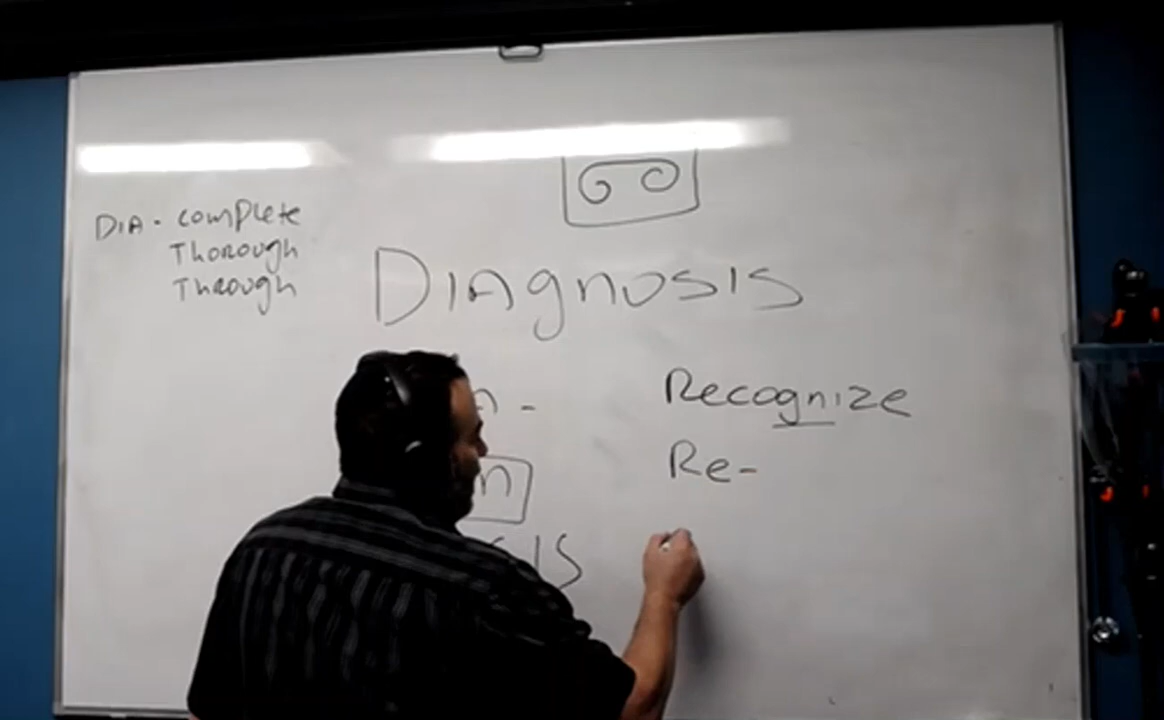 DIA - complete
Thorough
Through
Diagnosis
Recognize
Re-